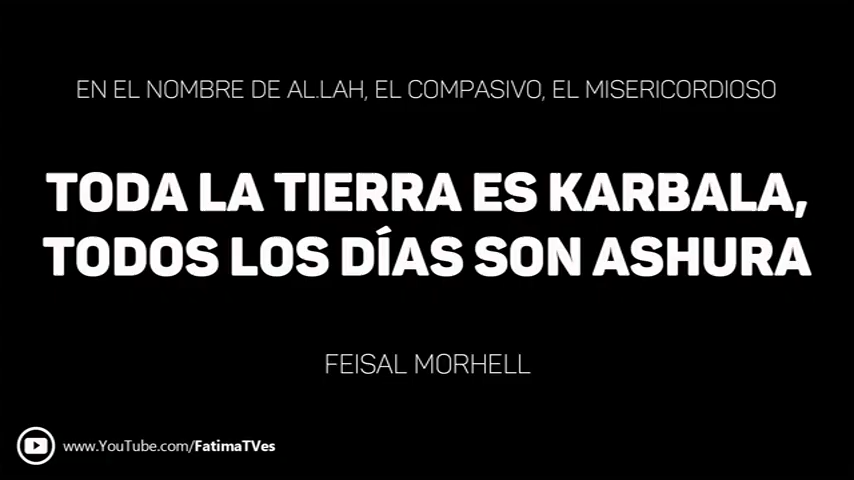 EN EL NOMBRE DE AL.LAH, EL COMPASIVO, EL MISERICORDIOSO
TODA LA TIERRA ES KARBALA,
TODOS LOS DÍAS SON ASHURA
FEISAL MORHELL
www.YouTube.com/FatimaTVes